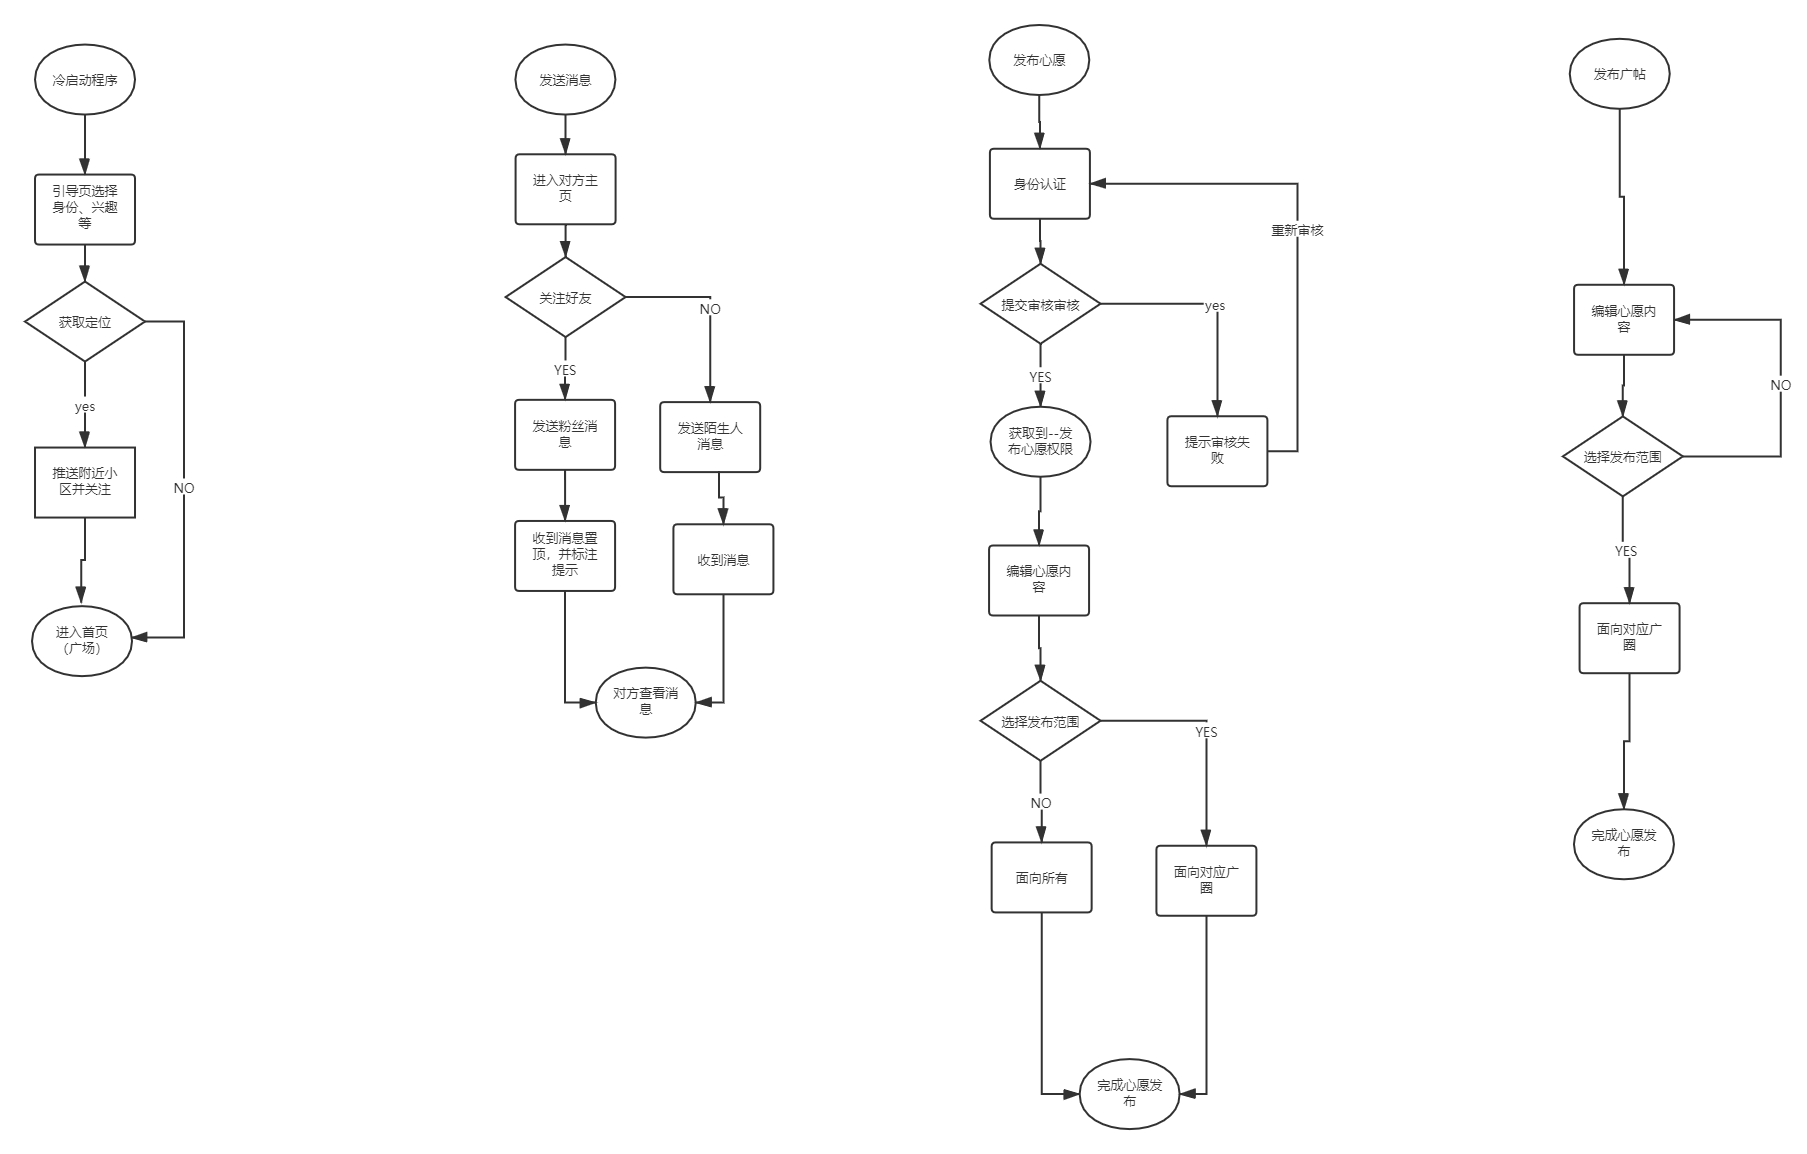 冷启动程序
引导页选择
身份、兴趣
等
获取定位
yes
NO
推送附近小
区并关注
进入首页
（广场）
发送消息
进入对方主
页
关注好友
NO
YES
发送粉丝消
息
发送陌生人
消息
收到消息置
顶，并标注
提示
收到消息
对方查看消
息
发布心愿
身份认证
重新审核
提交审核审核
yes
YES
获取到--发
布心愿权限
提示审核失
败
编辑心愿内
容
选择发布范围
YES
NO
面向所有
面向对应广
圈
完成心愿发
布
发布广帖
编辑心愿内
容
NO
选择发布范围
YES
面向对应广
圈
完成心愿发
布